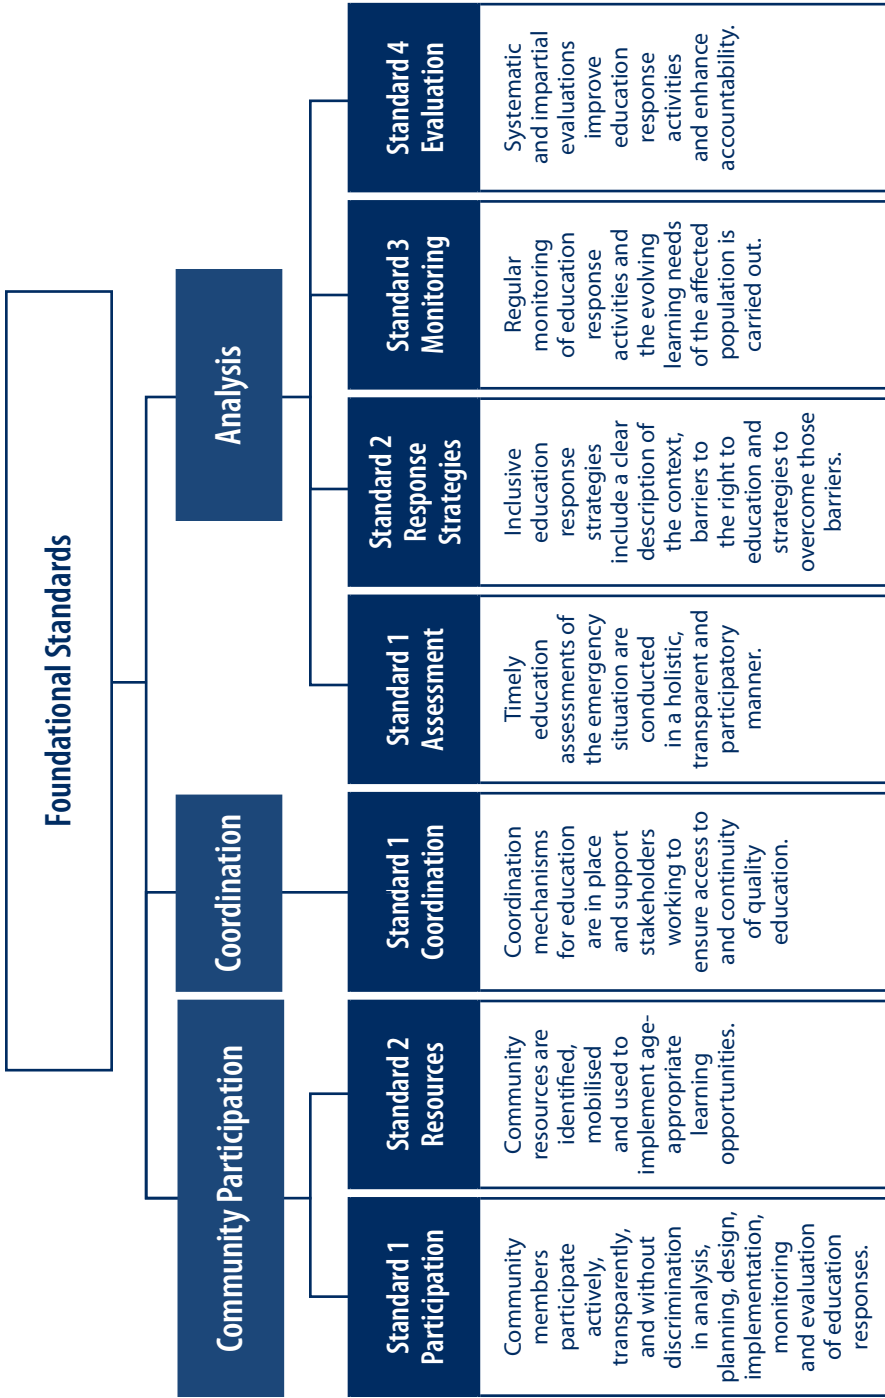 Foundational Standards
Community Participation
Coordination
Analysis
Standard 1
Participation
Community
members
participate
actively,
transparently,
and without
discrimination
in analysis,
planning, design,
implementation,
monitoring
and evaluation
of education
responses.
Standard 2
Resources
Community
resources are
identified,
mobilised
and used to
implement age-
appropriate
learning
opportunities.
Standard 1
Coordination
Coordination
mechanisms
for education
are in place
and support
stakeholders
working to
ensure access to
and continuity
of quality
education.
Standard 1
Assessment
Timely
education
assessments of
the emergency
situation are
conducted
in a holistic,
transparent and
participatory
manner.
Standard 2
Response
Strategies
Inclusive
education
response
strategies
include a clear
description of
the context,
barriers to
the right to
education and
strategies to
overcome those
barriers.
Standard 3
Monitoring
Regular
monitoring
of education
response
activities and
the evolving
learning needs
of the affected
population is
carried out.
Standard 4
Evaluation
Systematic
and impartial
evaluations
improve
education
response
activities
and enhance
accountability.